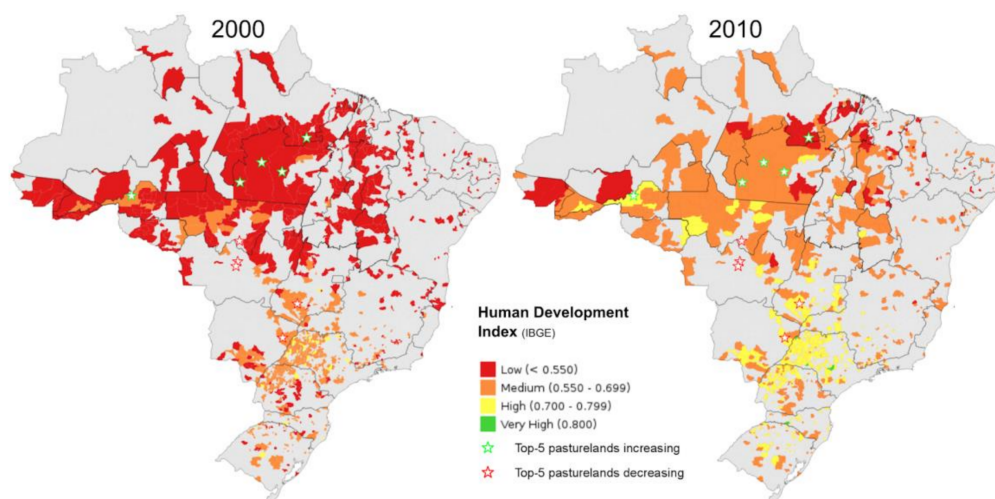 2000
2010
Human Development
Index (IBGE)
Low (< 0.550)
Medium (0.550 - 0.699)
High (0.700 - 0.799)
Very High (0.800)
Top-5 pasturelands increasing
Top-5 pasturelands decreasing